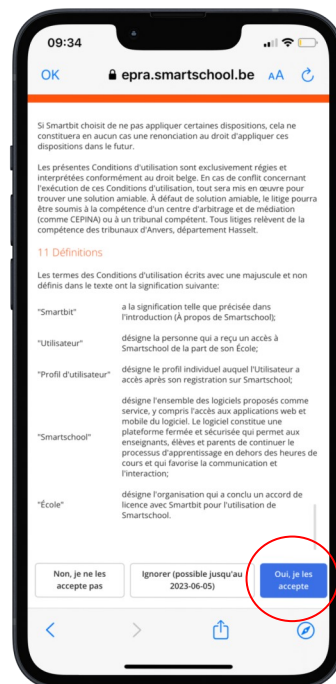 09:34
OK epra.smartschool.be AA
Si Smartbit choisit de ne pas appliquer certaines dispositions, cela ne
constituera en aucun cas une renonciation au droit d'appliquer ces
dispositions dans le futur.
Les présentes Conditions d'utilisation sont exclusivement régies et
interprétées conformément au droit belge. En cas de conflit concernant
l'exécution de ces Conditions d'utilisation, tout sera mis en œuvre pour
trouver une solution amiable. À défaut de solution amiable, le litige pourra
être soumis à la compétence d'un centre d'arbitrage et de médiation
(comme CEPINA) ou à un tribunal compétent. Tous litiges relèvent de la
compétence des tribunaux d'Anvers, département Hasselt.
11 Définitions
Les termes des Conditions d'utilisation écrits avec une majuscule et non
définis dans le texte ont la signification suivante:
"Smartbit"
a la signification telle que précisée dans
l'introduction (À propos de Smartschool);
"Utilisateur"
désigne la personne qui a reçu un accès à
Smartschool de la part de son École;
"Profil d'utilisateur"
désigne le profil individuel auquel l'Utilisateur a
accès après son registration sur Smartschool;
"Smartschool"
désigne l'ensemble des logiciels proposés comme
service, y compris l'accès aux applications web et
mobile du logiciel. Le logiciel constitue une
plateforme fermée et sécurisée qui permet aux
enseignants, élèves et parents de continuer le
processus d'apprentissage en dehors des heures de
cours et qui favorise la communication et
l'interaction;
"École"
désigne l'organisation qui a conclu un accord de
licence avec Smartbit pour l'utilisation de
Smartschool.
Non, je ne les
accepte pas
Ignorer (possible jusqu'au
2023-06-05)
Oui, je les
accepte